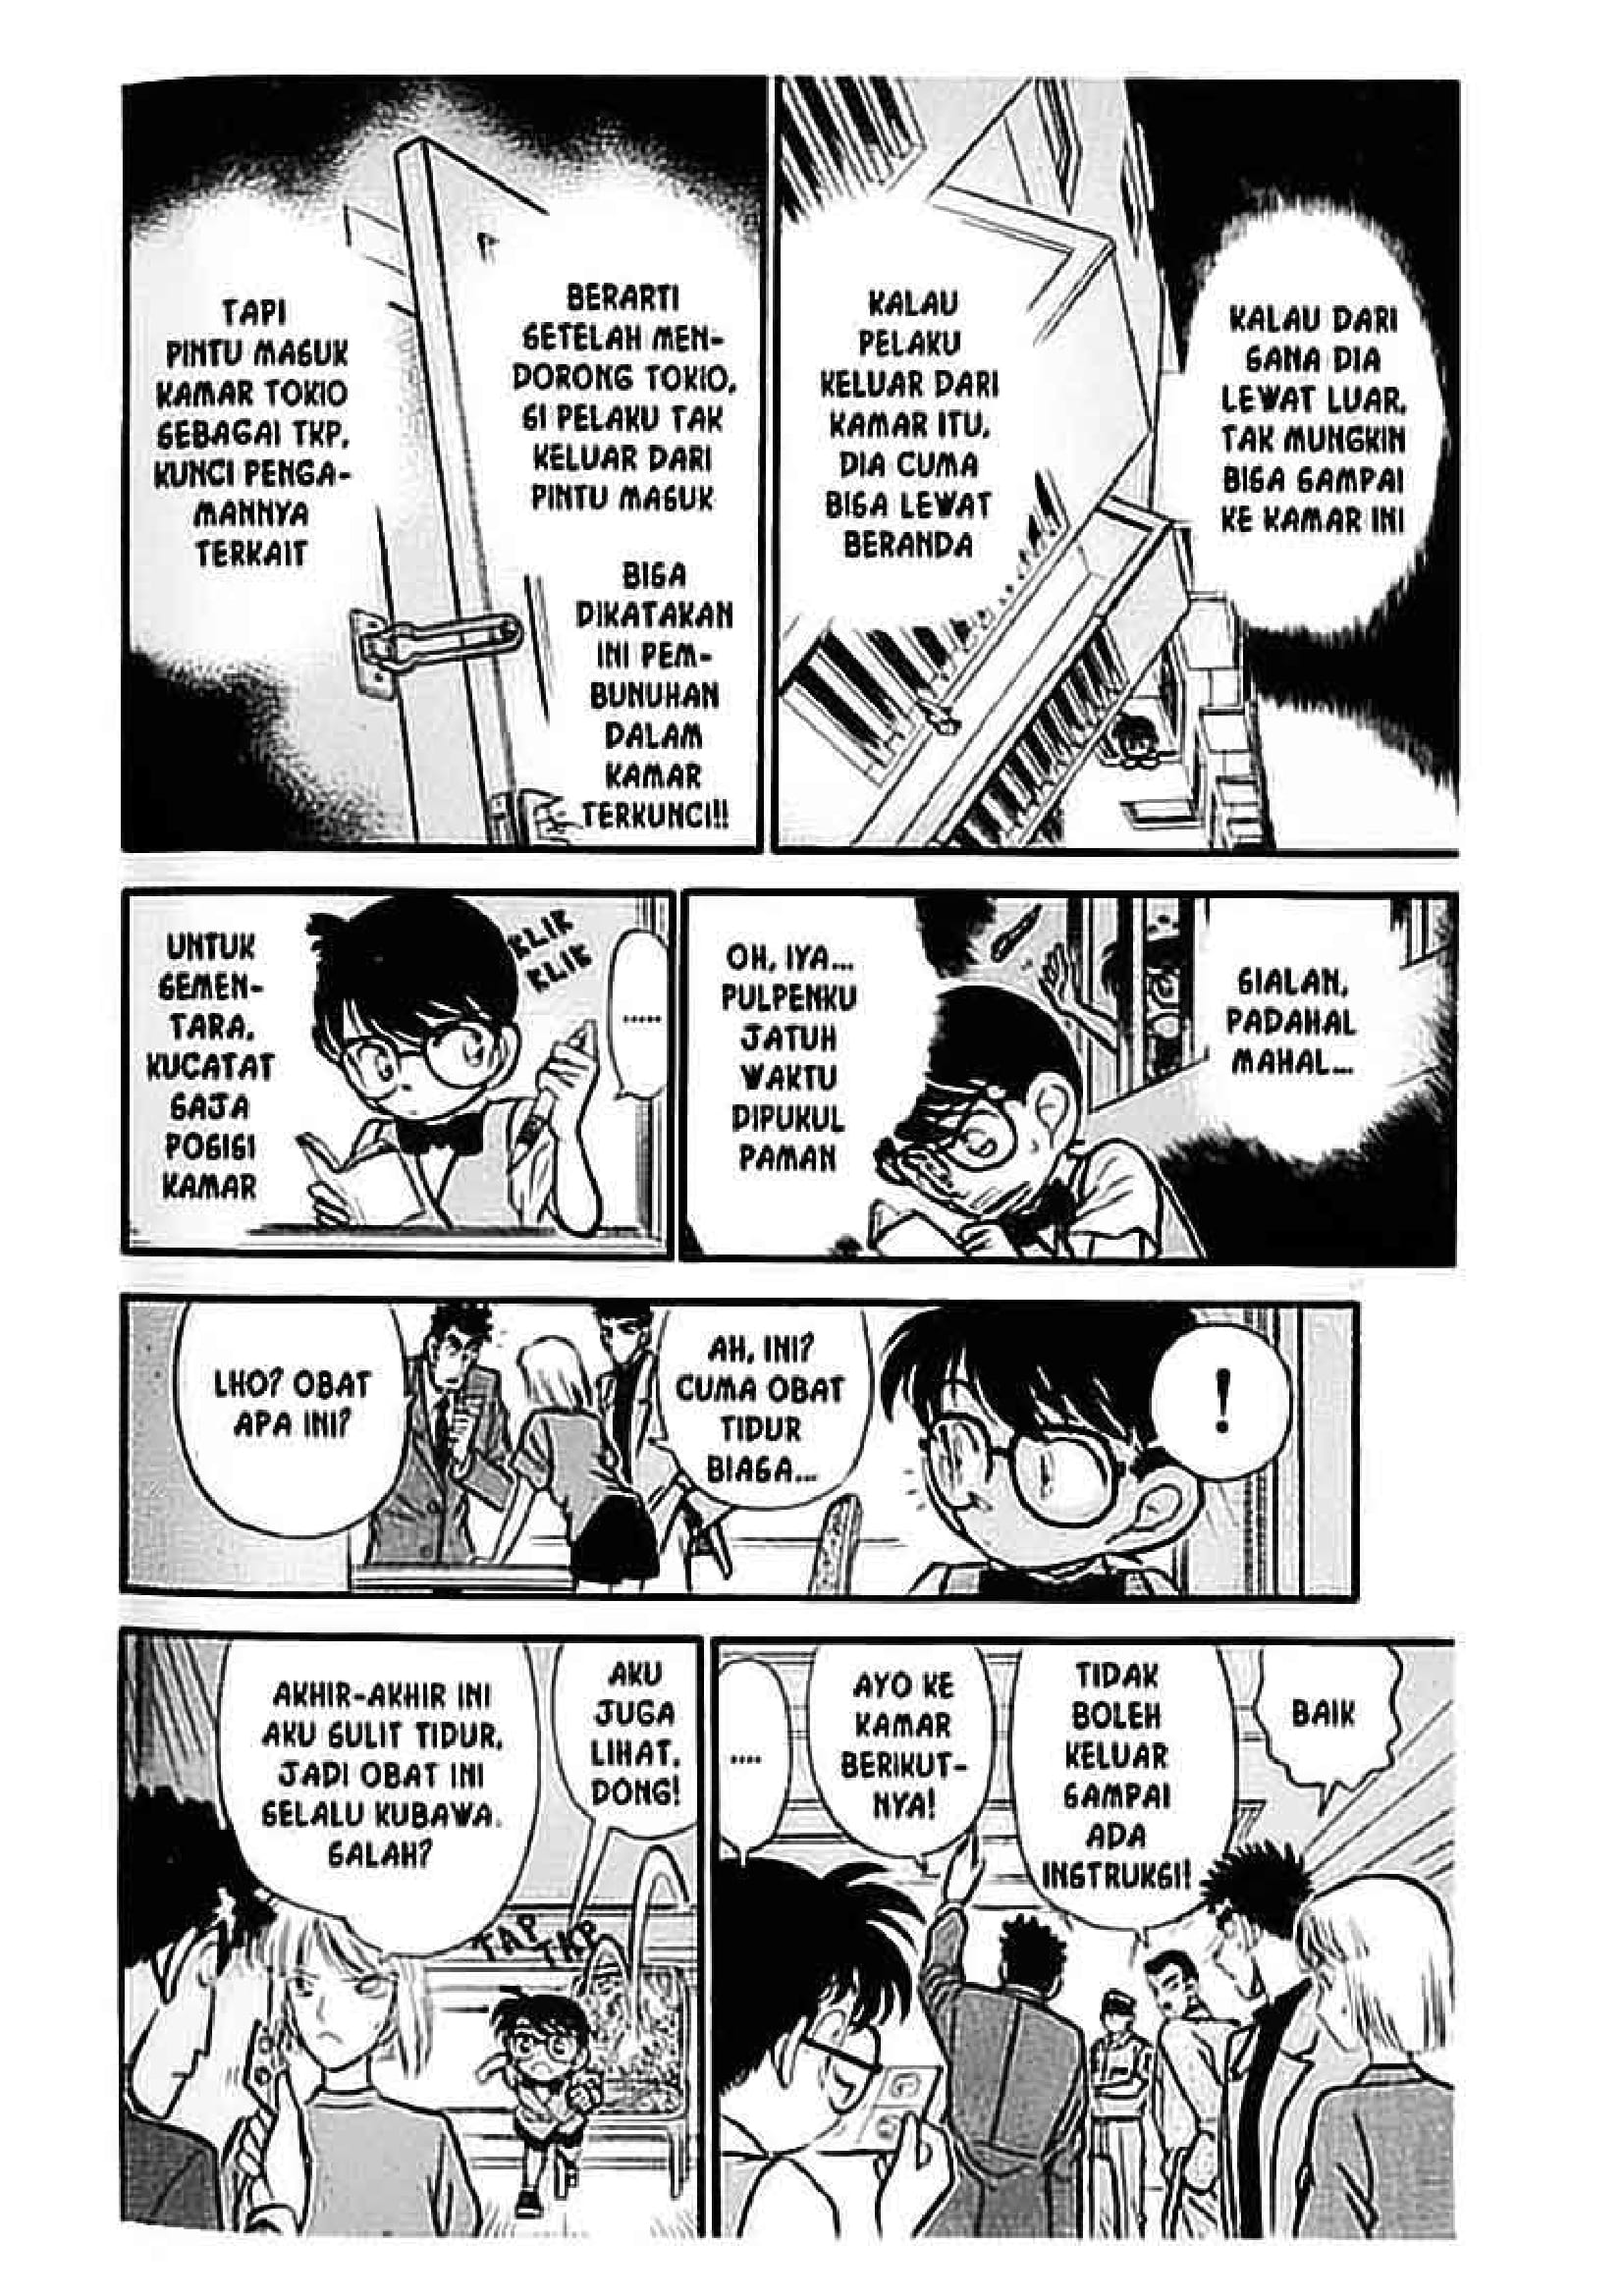 TAPI
PINTU MASUK
KAMAR TOKIO
SEBAGAI TKP,
KUNCI PENGA-
MANNYA
TERKAIT
BERARTI
SETELAH MEN-
DORONG TOKIO,
SI PELAKU TAK
KELUAR DARI
PINTU MASUK
BISA
DIKATAKAN
INI PEM-
BUNUHAN
DALAM
KAMAR
TERKUNCI!!
KALAU
PELAKU
KELUAR DARI
KAMAR ITU,
DIA CUMA
BISA LEWAT
BERANDA
KALAU DARI
SANA DIA
LEWAT LUAR,
TAK MUNGKIN
BISA SAMPAI
KE KAMAR INI
UNTUK
SEMEN-
TARA,
KUCATAT
SAJA
POSISI
KAMAR
KLIK
KLIK
.....
OH, IYA...
PULPENKU
JATUH
WAKTU
DIPUKUL
PAMAN
SIALAN,
PADAHAL
MAHAL...
LHO? OBAT
APA INI?
AH, INI?
CUMA OBAT
TIDUR
BIASA...
!
AKHIR-AKHIR INI
AKU SULIT TIDUR,
JADI OBAT INI
SELALU KUBAWA.
SALAH?
AKU
JUGA
LIHAT,
DONG!
TAP
TAP
....
AYO KE
KAMAR
BERIKUT-
NYA!
TIDAK
BOLEH
KELUAR
SAMPAI
ADA
INSTRUKSI!
BAIK